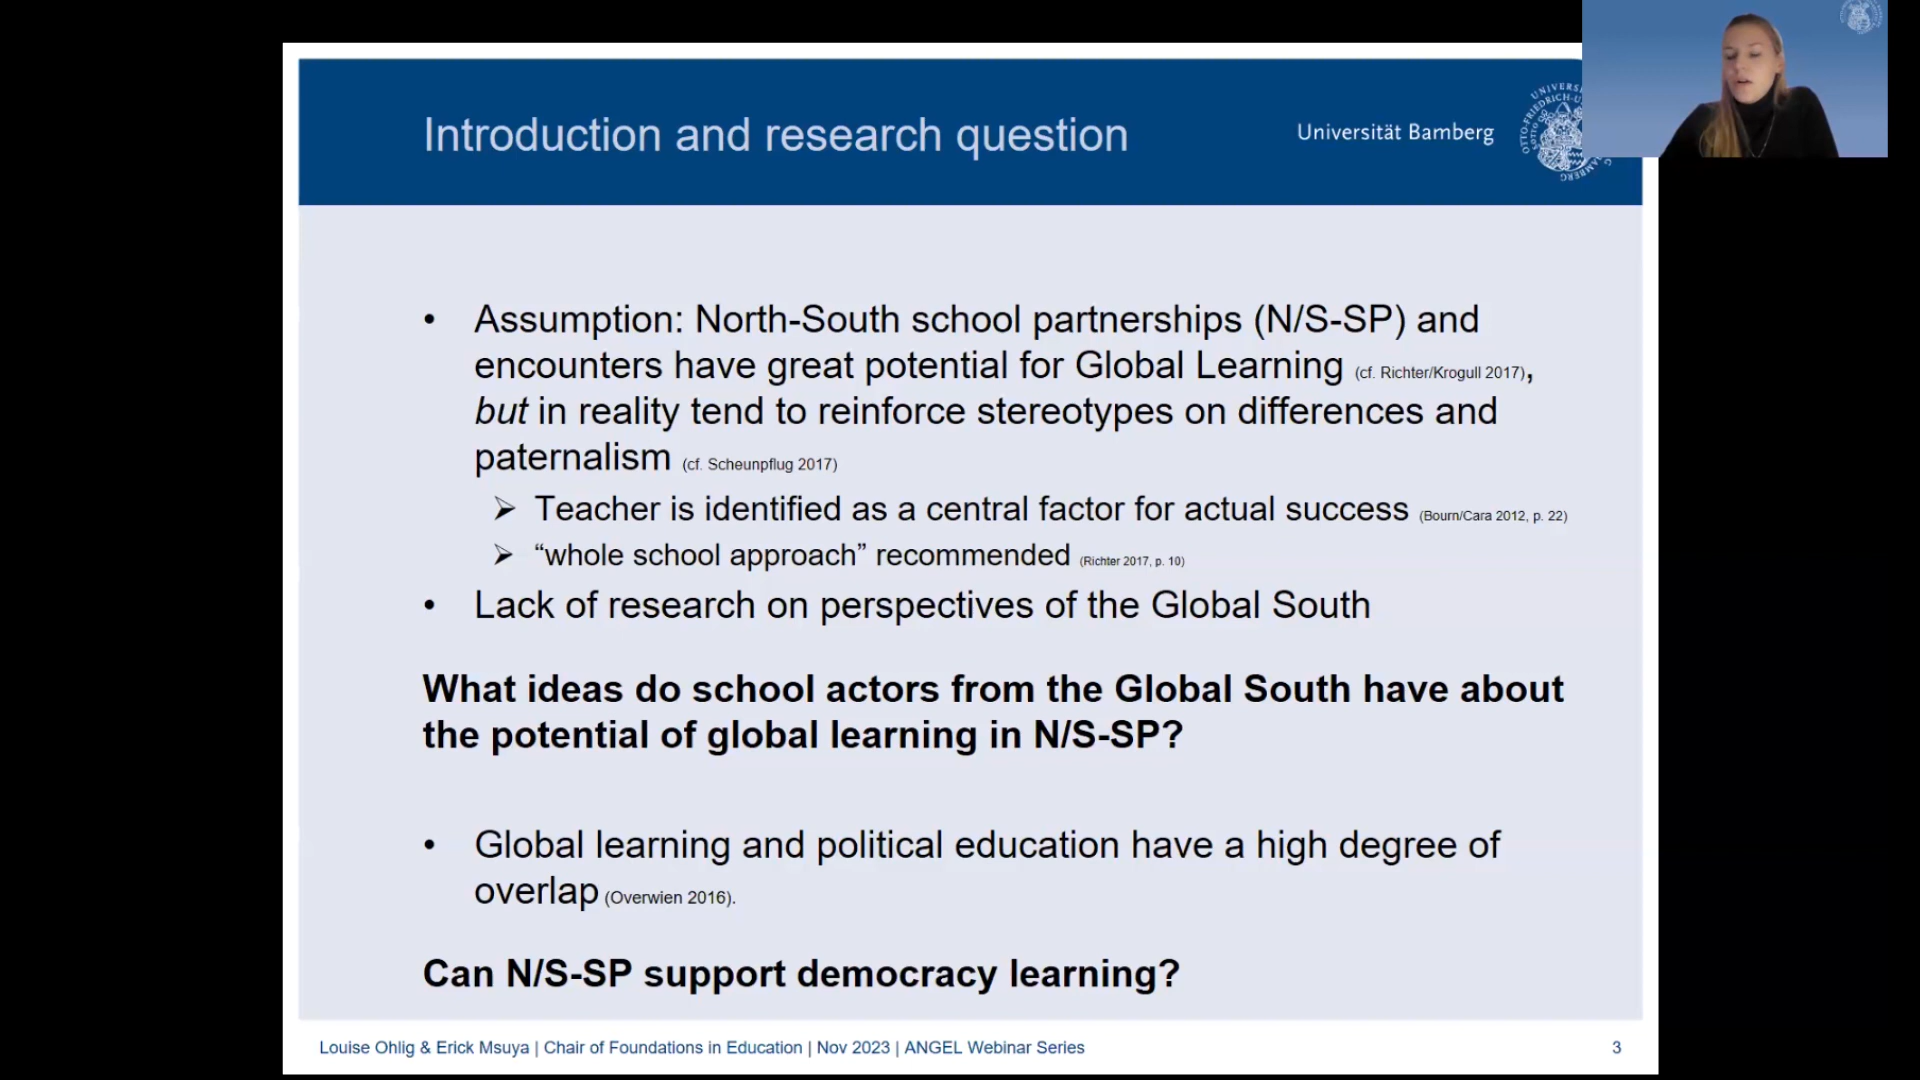 Introduction and research question
Universität Bamberg
• Assumption: North-South school partnerships (N/S-SP) and
encounters have great potential for Global Learning (cf. Richter/Krogull 2017),
but in reality tend to reinforce stereotypes on differences and
paternalism (cf. Scheunpflug 2017)
➢ Teacher is identified as a central factor for actual success (Bourn/Cara 2012, p. 22)
➢ “whole school approach” recommended (Richter 2017, p. 10)
• Lack of research on perspectives of the Global South
What ideas do school actors from the Global South have about
the potential of global learning in N/S-SP?
• Global learning and political education have a high degree of
overlap (Overwien 2016).
Can N/S-SP support democracy learning?
Louise Ohlig & Erick Msuya | Chair of Foundations in Education | Nov 2023 | ANGEL Webinar Series
3